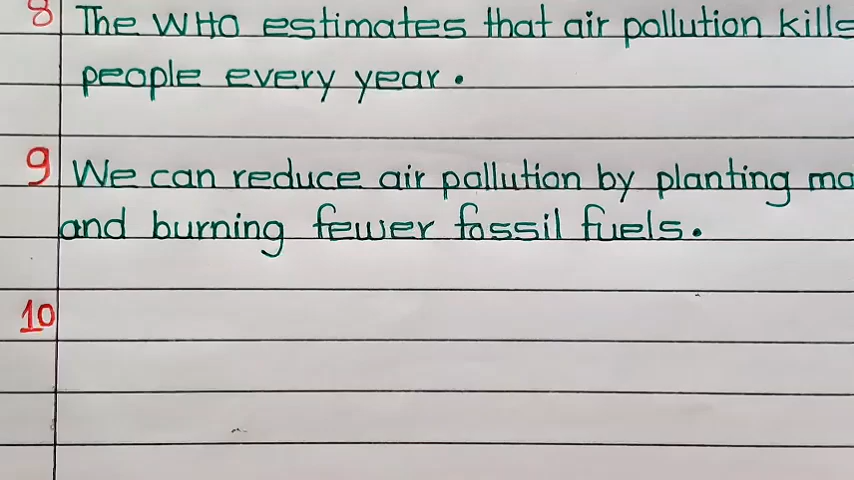 8 The WHO estimates that air pollution kills
people every year.
9 We can reduce air pollution by planting
and burning fewer fossil fuels.
10